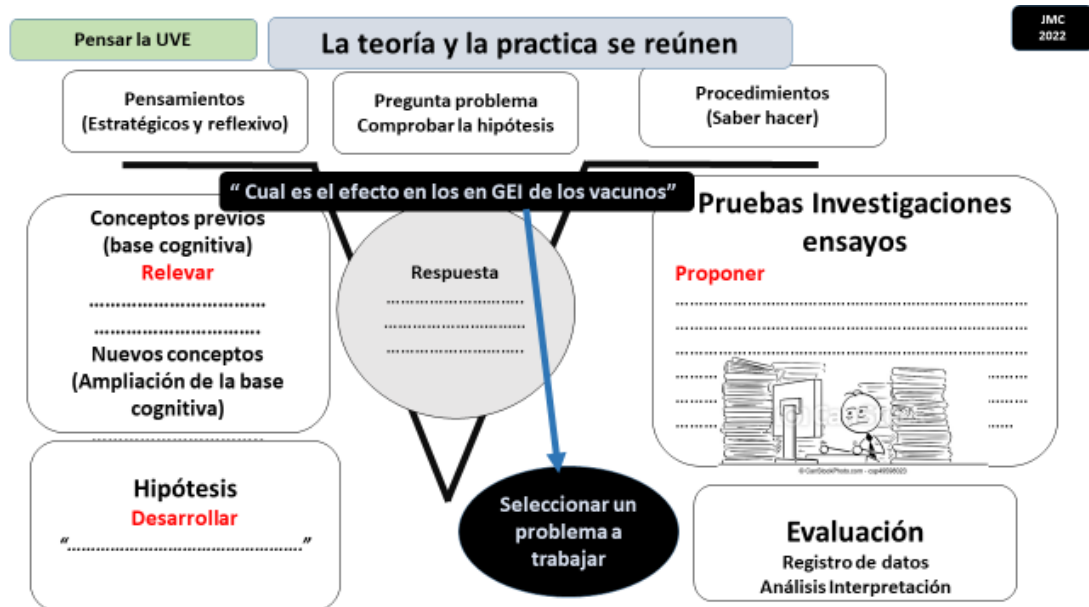 Pensar la UVE
La teoría y la practica se reúnen
JMC
2022
Pensamientos
(Estratégicos y reflexivo)
Pregunta problema
Comprobar la hipótesis
Procedimientos
(Saber hacer)
“ Cual es el efecto en los en GEI de los vacunos”
Conceptos previos
(base cognitiva)
Relevar
....................................
..................................
Nuevos conceptos
(Ampliación de la base
cognitiva)
....................................
Respuesta
..............................
..............................
..............................
Pruebas Investigaciones
ensayos
Proponer
................................................................................
................................................................................
................................................................................
© CanStockPhoto.com
Hipótesis
Desarrollar
“....................................................”
Seleccionar un
problema a
trabajar
Evaluación
Registro de datos
Análisis Interpretación